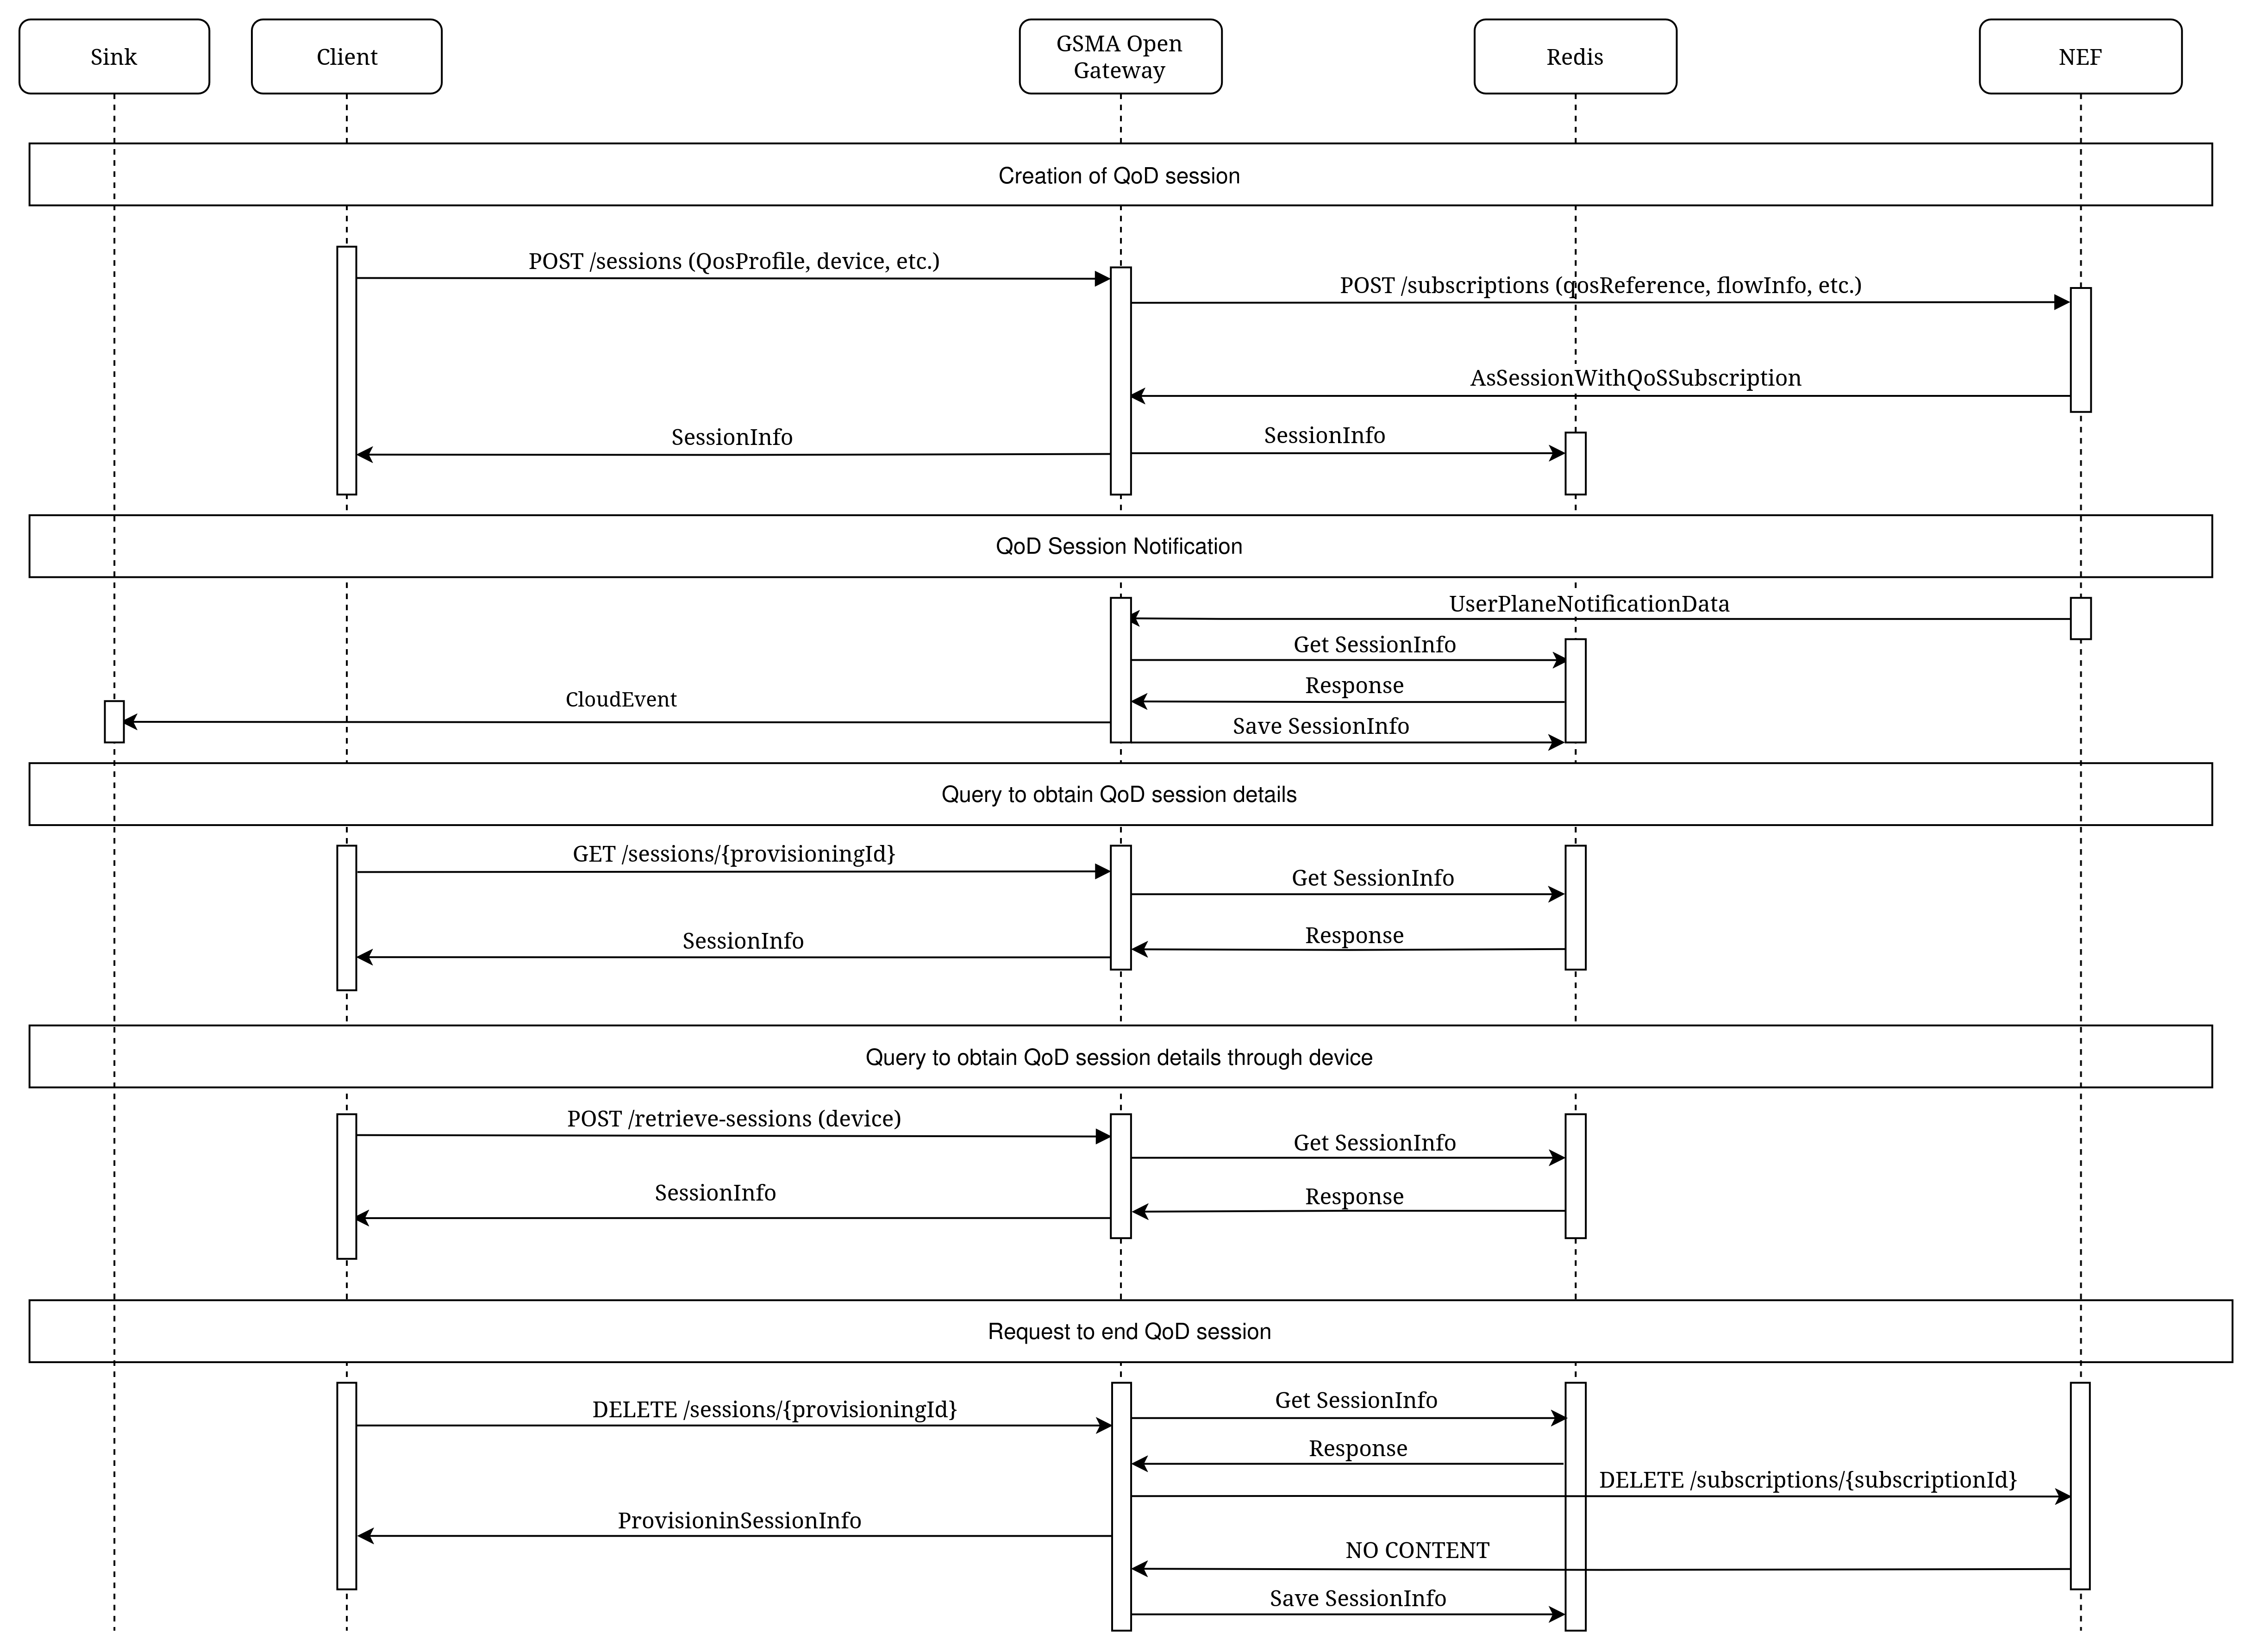 Sink
Client
GSMA Open
Gateway
Redis
NEF
Creation of QoD session
POST /sessions (QosProfile, device, etc.)
POST /subscriptions (qosReference, flowInfo, etc.)
AsSessionWithQoSSubscription
SessionInfo
SessionInfo
QoD Session Notification
UserPlaneNotificationData
Get SessionInfo
Response
CloudEvent
Save SessionInfo
Query to obtain QoD session details
GET /sessions/{provisioningId}
Get SessionInfo
Response
SessionInfo
Query to obtain QoD session details through device
POST /retrieve-sessions (device)
Get SessionInfo
SessionInfo
Response
Request to end QoD session
DELETE /sessions/{provisioningId}
Get SessionInfo
Response
DELETE /subscriptions/{subscriptionId}
ProvisioninSessionInfo
NO CONTENT
Save SessionInfo